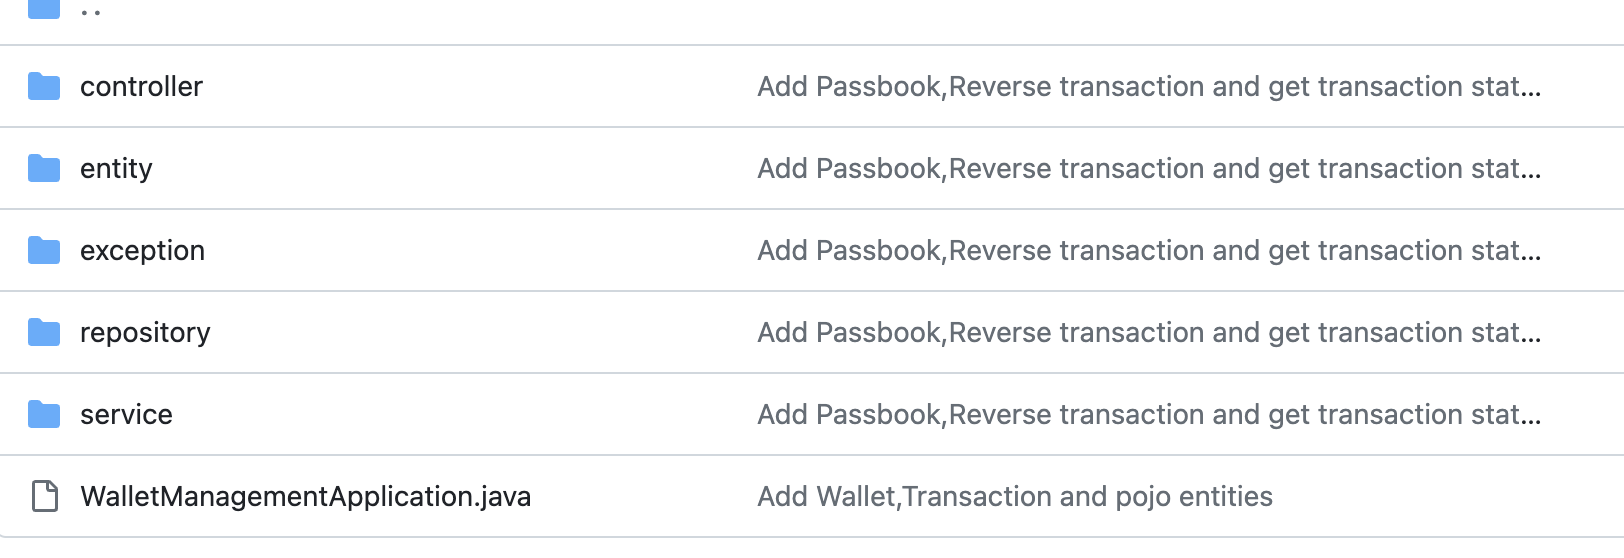 ..
controller Add Passbook,Reverse transaction and get transaction stat...
entity Add Passbook,Reverse transaction and get transaction stat...
exception Add Passbook,Reverse transaction and get transaction stat...
repository Add Passbook,Reverse transaction and get transaction stat...
service Add Passbook,Reverse transaction and get transaction stat...
WalletManagementApplication.java Add Wallet,Transaction and pojo entities